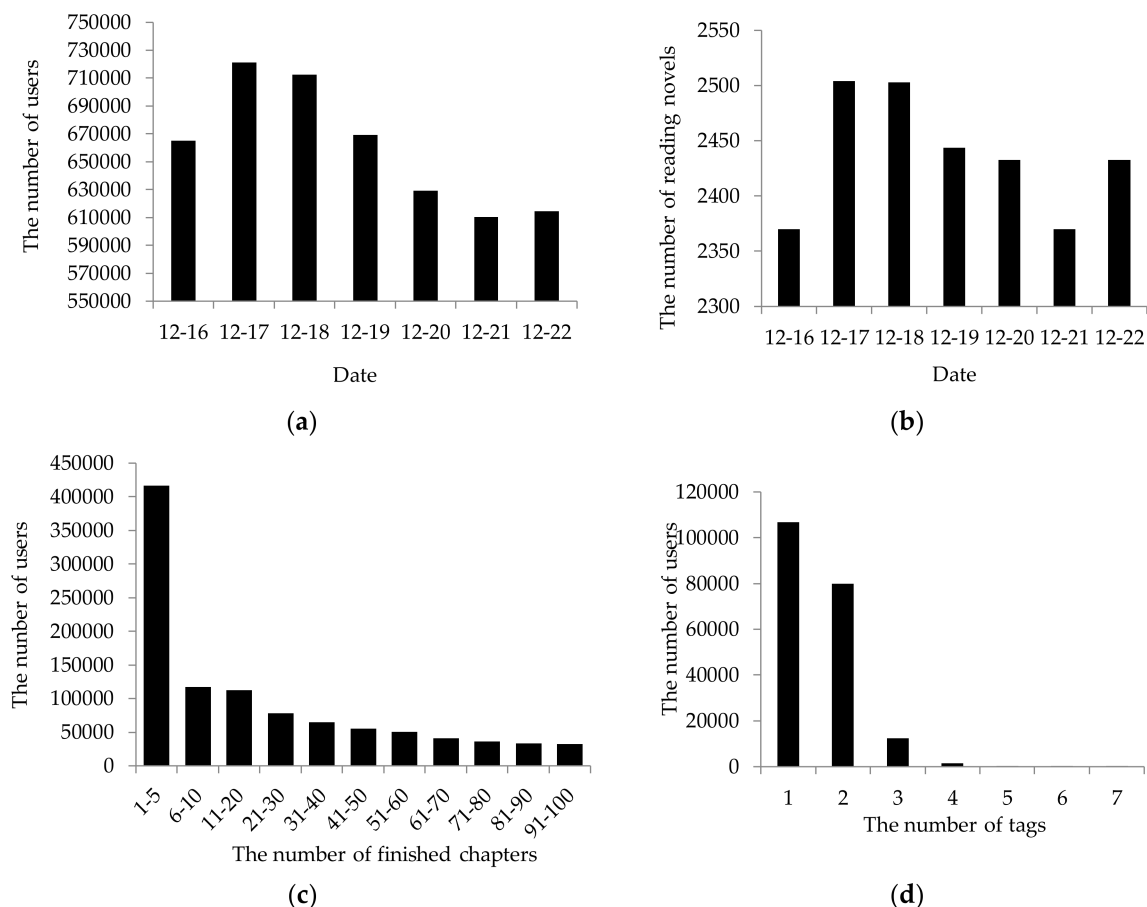 The number of users
750000
730000
710000
690000
670000
650000
630000
610000
590000
570000
550000
12-16 12-17 12-18 12-19 12-20 12-21 12-22
Date
(a)
The number of reading novels
2550
2500
2450
2400
2350
2300
12-16 12-17 12-18 12-19 12-20 12-21 12-22
Date
(b)
The nunber of users
450000
400000
350000
300000
250000
200000
150000
100000
50000
0
1-5 6-10 11-20 21-30 31-40 41-50 51-60 61-70 71-80 81-90 91-100
The number of finished chapters
(c)
The number of users
120000
100000
80000
60000
40000
20000
0
1 2 3 4 5 6 7
The number of tags
(d)